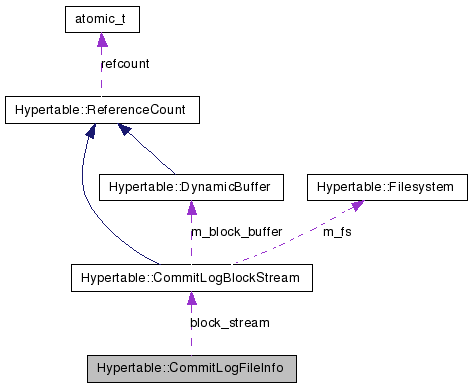 atomic_t
refcount
Hypertable::ReferenceCount
Hypertable::DynamicBuffer
Hypertable::Filesystem
m_block_buffer
m_fs
Hypertable::CommitLogBlockStream
block_stream
Hypertable::CommitLogFileInfo